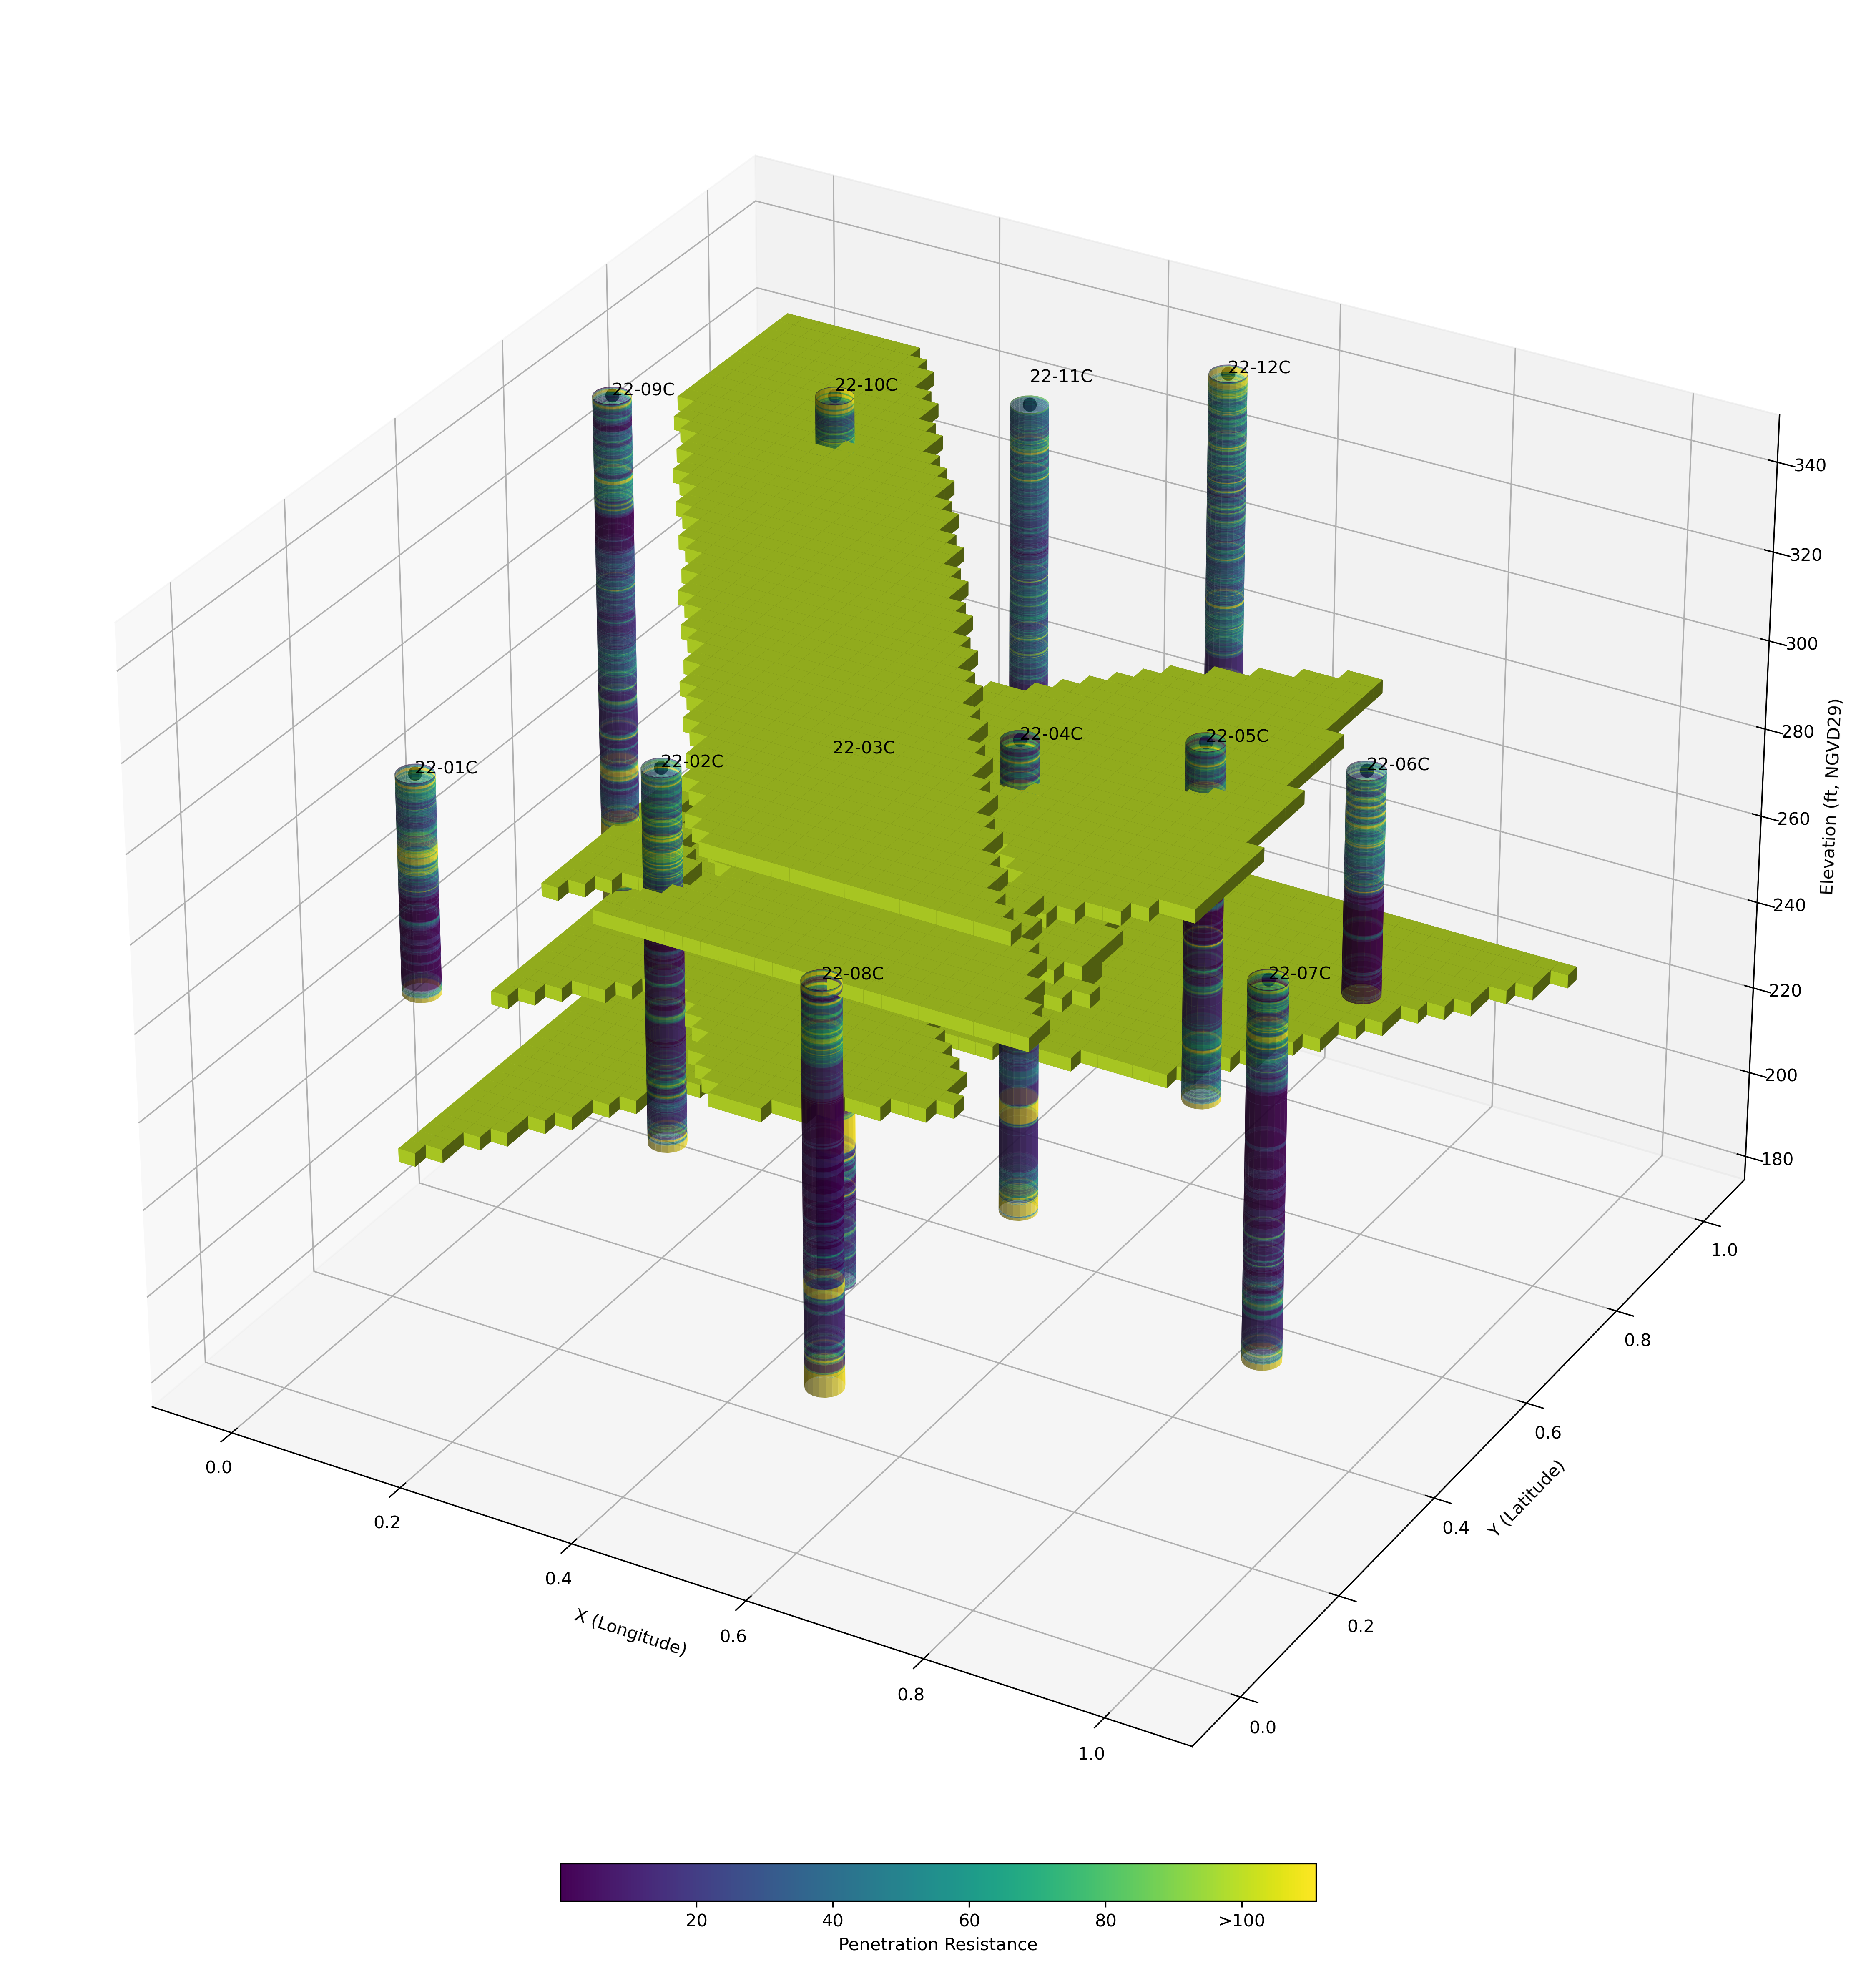 22-11C
22-12C
22-09C
22-10C
22-04C
22-05C
22-03C
22-02C
22-06C
22-01C
22-08C
22-07C
340
320
300
280
260
240
220
200
180
Elevation (ft, NGVD29)
1.0
0.8
0.6
0.4
0.2
0.0
Y (Latitude)
0.0
0.2
0.4
0.6
0.8
1.0
X (Longitude)
20
40
60
80
>100
Penetration Resistance